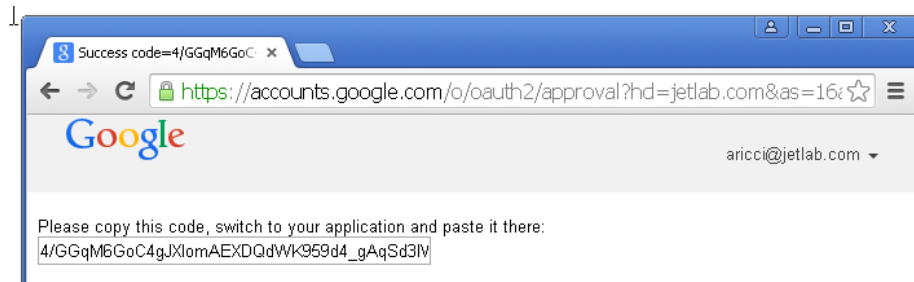 Success code=4/GGqM6GoC
https://accounts.google.com/o/oauth2/approval?hd=jetlab.com&as=16
Google
aricci@jetlab.com
Please copy this code, switch to your application and paste it there:
4/GGqM6GoC4gJXlomAEXDQdWK959d4_gAqSd3lV